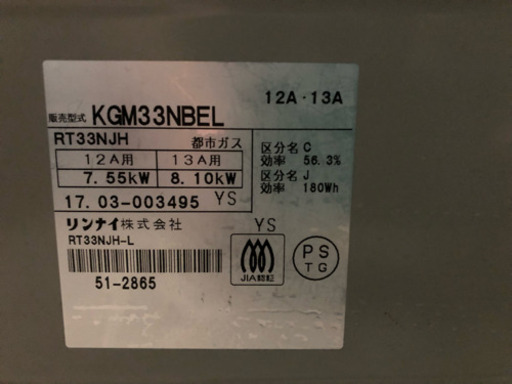 12A・13A
販売型式 KGM33NBEL
RT33NJH 都市ガス
12A用 13A用
7.55kW 8.10kW
17.03-003495 YS
リンナイ株式会社
RT33NJH-L
51-2865
区分名 C
効率 56.3%
区分名 J
効率 180Wh
YS
JIA認証
PS
TG